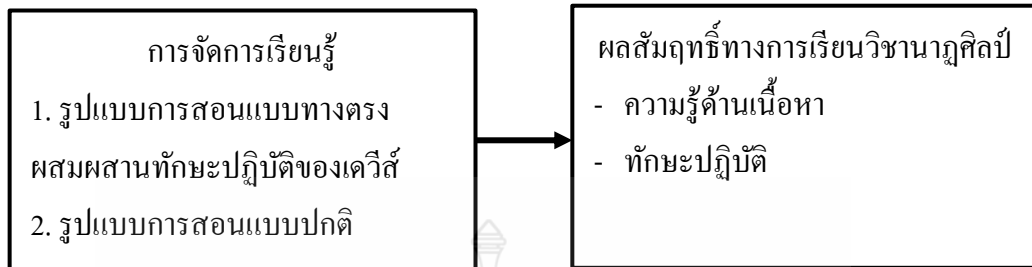 การจัดการเรียนรู้
1. รูปแบบการสอนแบบทางตรง
ผสมผสานทักษะปฏิบัติของเดวีส์
2. รูปแบบการสอนแบบปกติ
ผลสัมฤทธิ์ทางการเรียนวิชานาฏศิลป์
- ความรู้ด้านเนื้อหา
- ทักษะปฏิบัติ